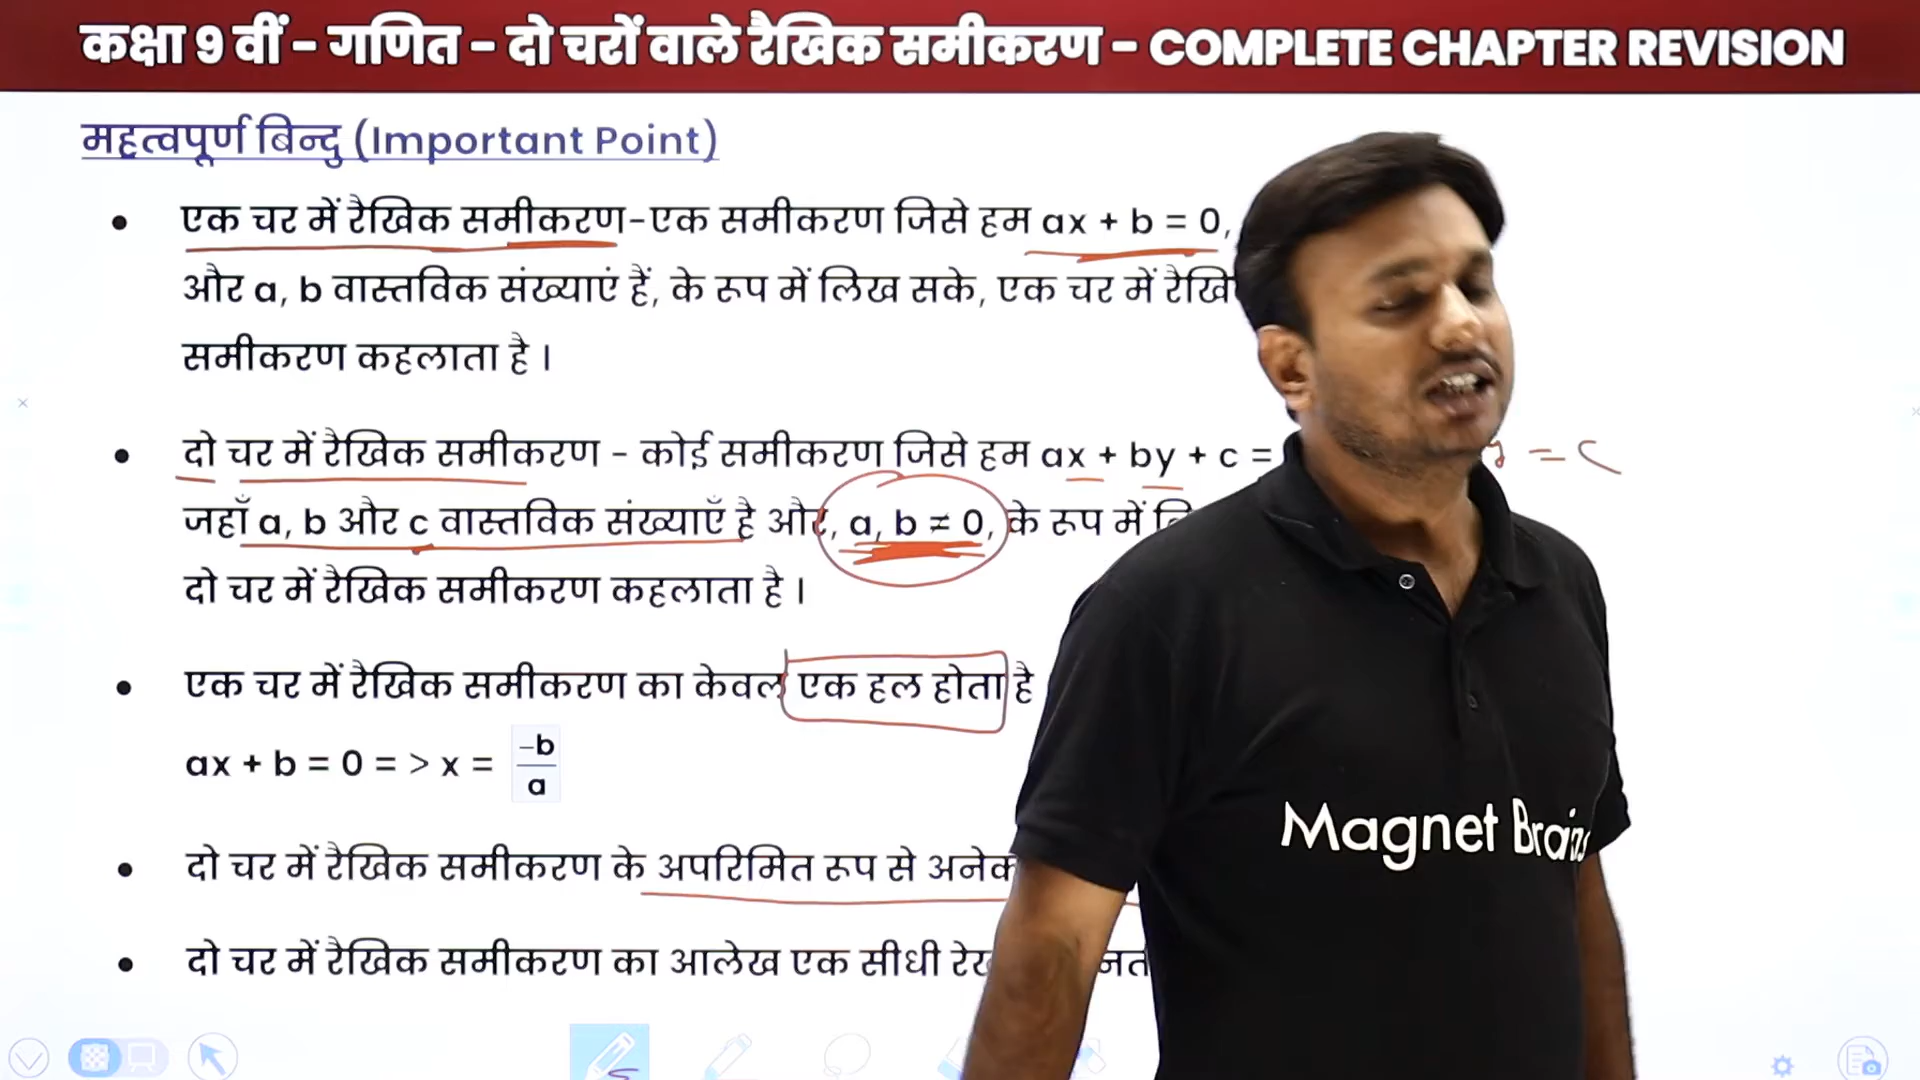 कक्षा 9 वीं - गणित - दो चरों वाले रैखिक समीकरण - COMPLETE CHAPTER REVISION
महत्वपूर्ण बिन्दु (Important Point)
• एक चर में रैखिक समीकरण-एक समीकरण जिसे हम ax + b = 0,
और a, b वास्तविक संख्याएं हैं, के रूप में लिख सके, एक चर में
समीकरण कहलाता है ।
• दो चर में रैखिक समीकरण - कोई समीकरण जिसे हम ax + by + c = = c
जहाँ a, b और c वास्तविक संख्याएँ है और, a, b ≠ 0, के रूप में
दो चर में रैखिक समीकरण कहलाता है ।
• एक चर में रैखिक समीकरण का केवल एक हल होता है
ax + b = 0 = > x = -b/a
• दो चर में रैखिक समीकरण के अपरिमित रूप से
• दो चर में रैखिक समीकरण का आलेख एक सीधी
Magnet Brains